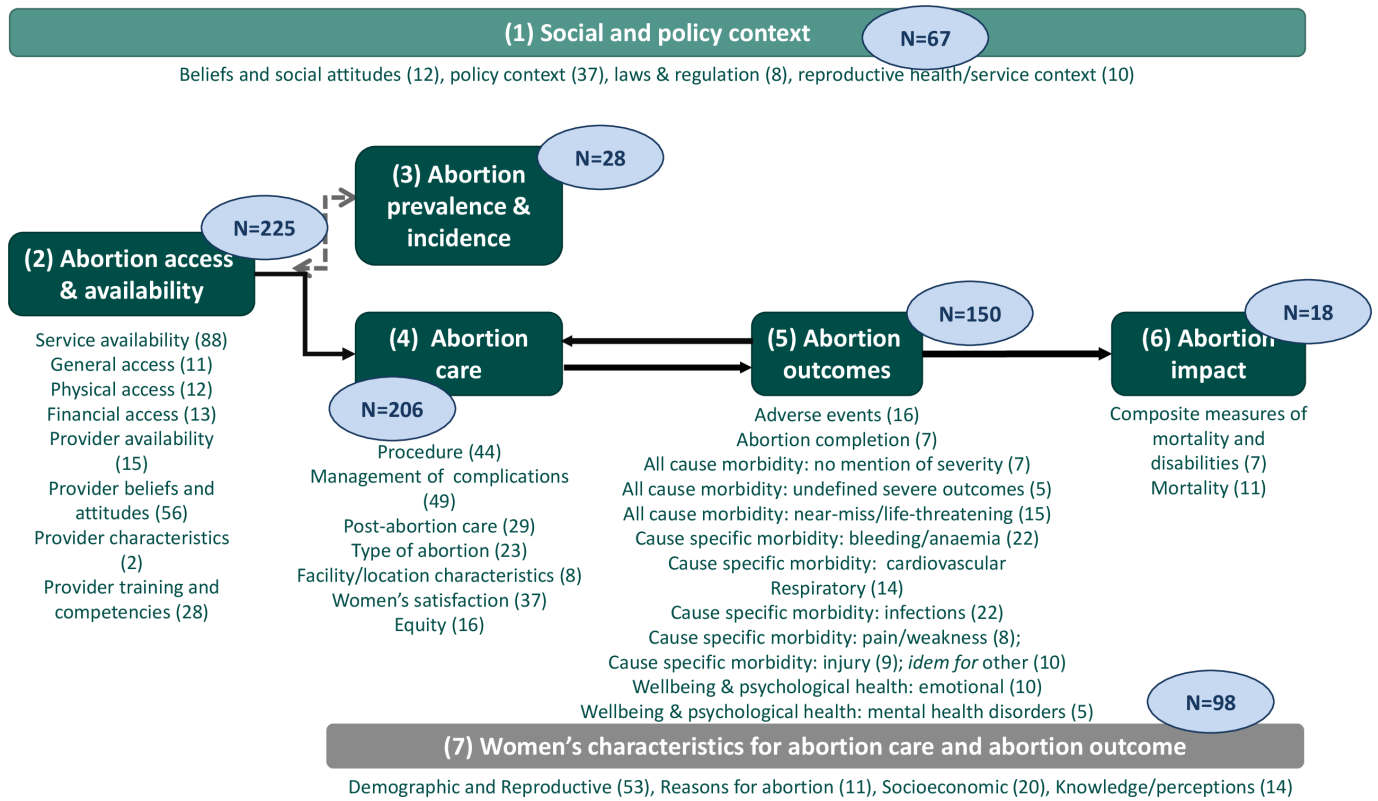 (1) Social and policy context
N=67
Beliefs and social attitudes (12), policy context (37), laws & regulation (8), reproductive health/service context (10)
(3) Abortion
prevalence &
incidence
N=28
N=225
(2) Abortion access
& availability
Service availability (88)
General access (11)
Physical access (12)
Financial access (13)
Provider availability
(15)
Provider beliefs and
attitudes (56)
Provider characteristics
(2)
Provider training and
competencies (28)
(4) Abortion
care
N=206
Procedure (44)
Management of complications
(49)
Post-abortion care (29)
Type of abortion (23)
Facility/location characteristics (8)
Women’s satisfaction (37)
Equity (16)
N=150
(5) Abortion
outcomes
Adverse events (16)
Abortion completion (7)
All cause morbidity: no mention of severity (7)
All cause morbidity: undefined severe outcomes (5)
All cause morbidity: near-miss/life-threatening (15)
Cause specific morbidity: bleeding/anaemia (22)
Cause specific morbidity: cardiovascular
Respiratory (14)
Cause specific morbidity: infections (22)
Cause specific morbidity: pain/weakness (8);
Cause specific morbidity: injury (9); idem for other (10)
Wellbeing & psychological health: emotional (10)
Wellbeing & psychological health: mental health disorders (5)
N=18
(6) Abortion
impact
Composite measures of
mortality and
disabilities (7)
Mortality (11)
N=98
(7) Women’s characteristics for abortion care and abortion outcome
Demographic and Reproductive (53), Reasons for abortion (11), Socioeconomic (20), Knowledge/perceptions (14)